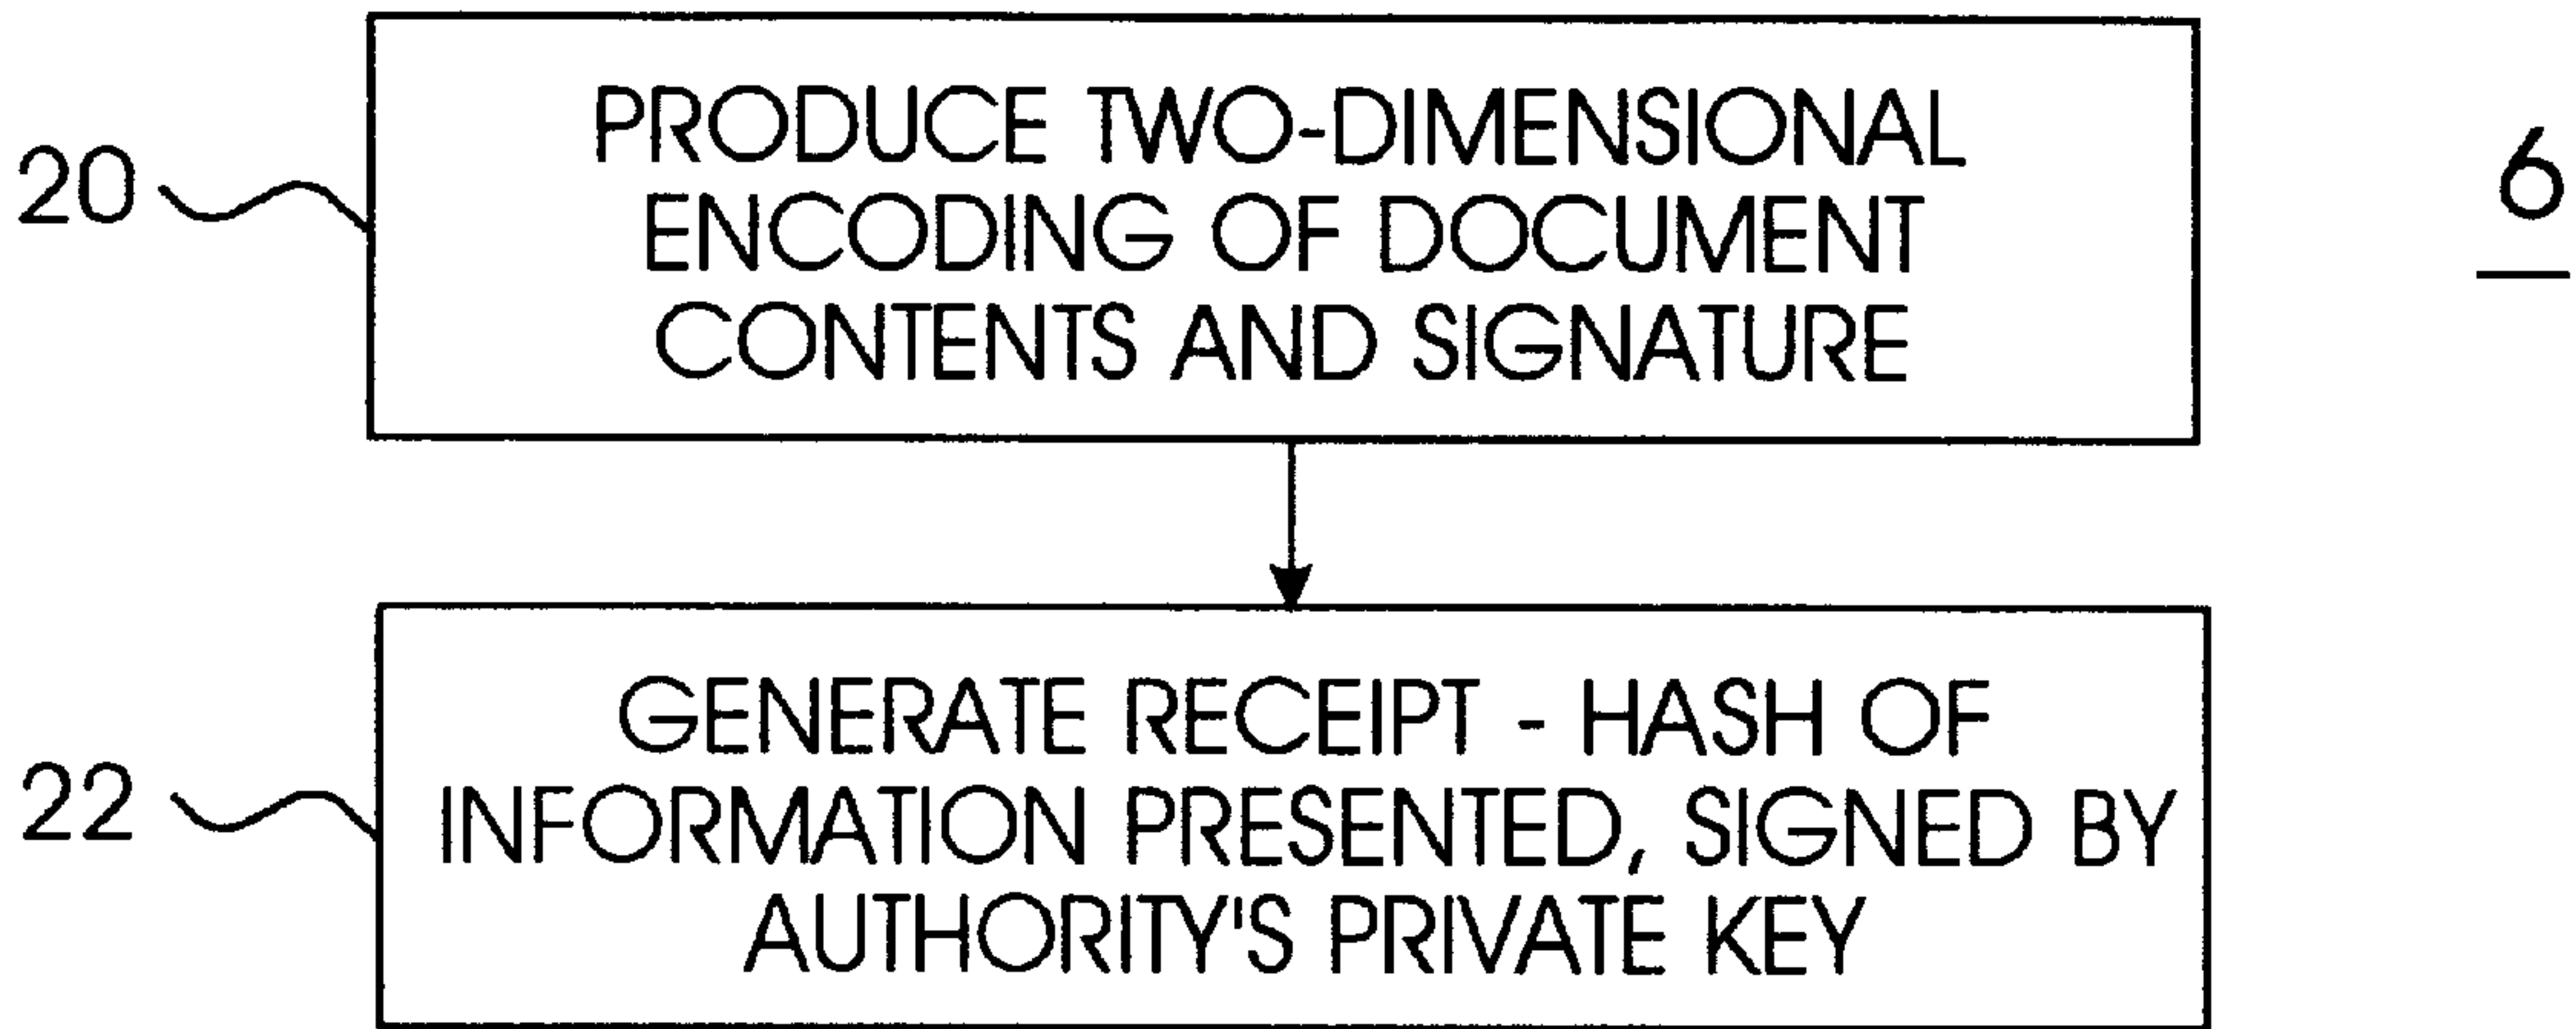 PRODUCE TWO-DIMENSIONAL
ENCODING OF DOCUMENT
CONTENTS AND SIGNATURE
20
6
GENERATE RECEIPT - HASH OF
INFORMATION PRESENTED, SIGNED BY
AUTHORITY'S PRIVATE KEY
22